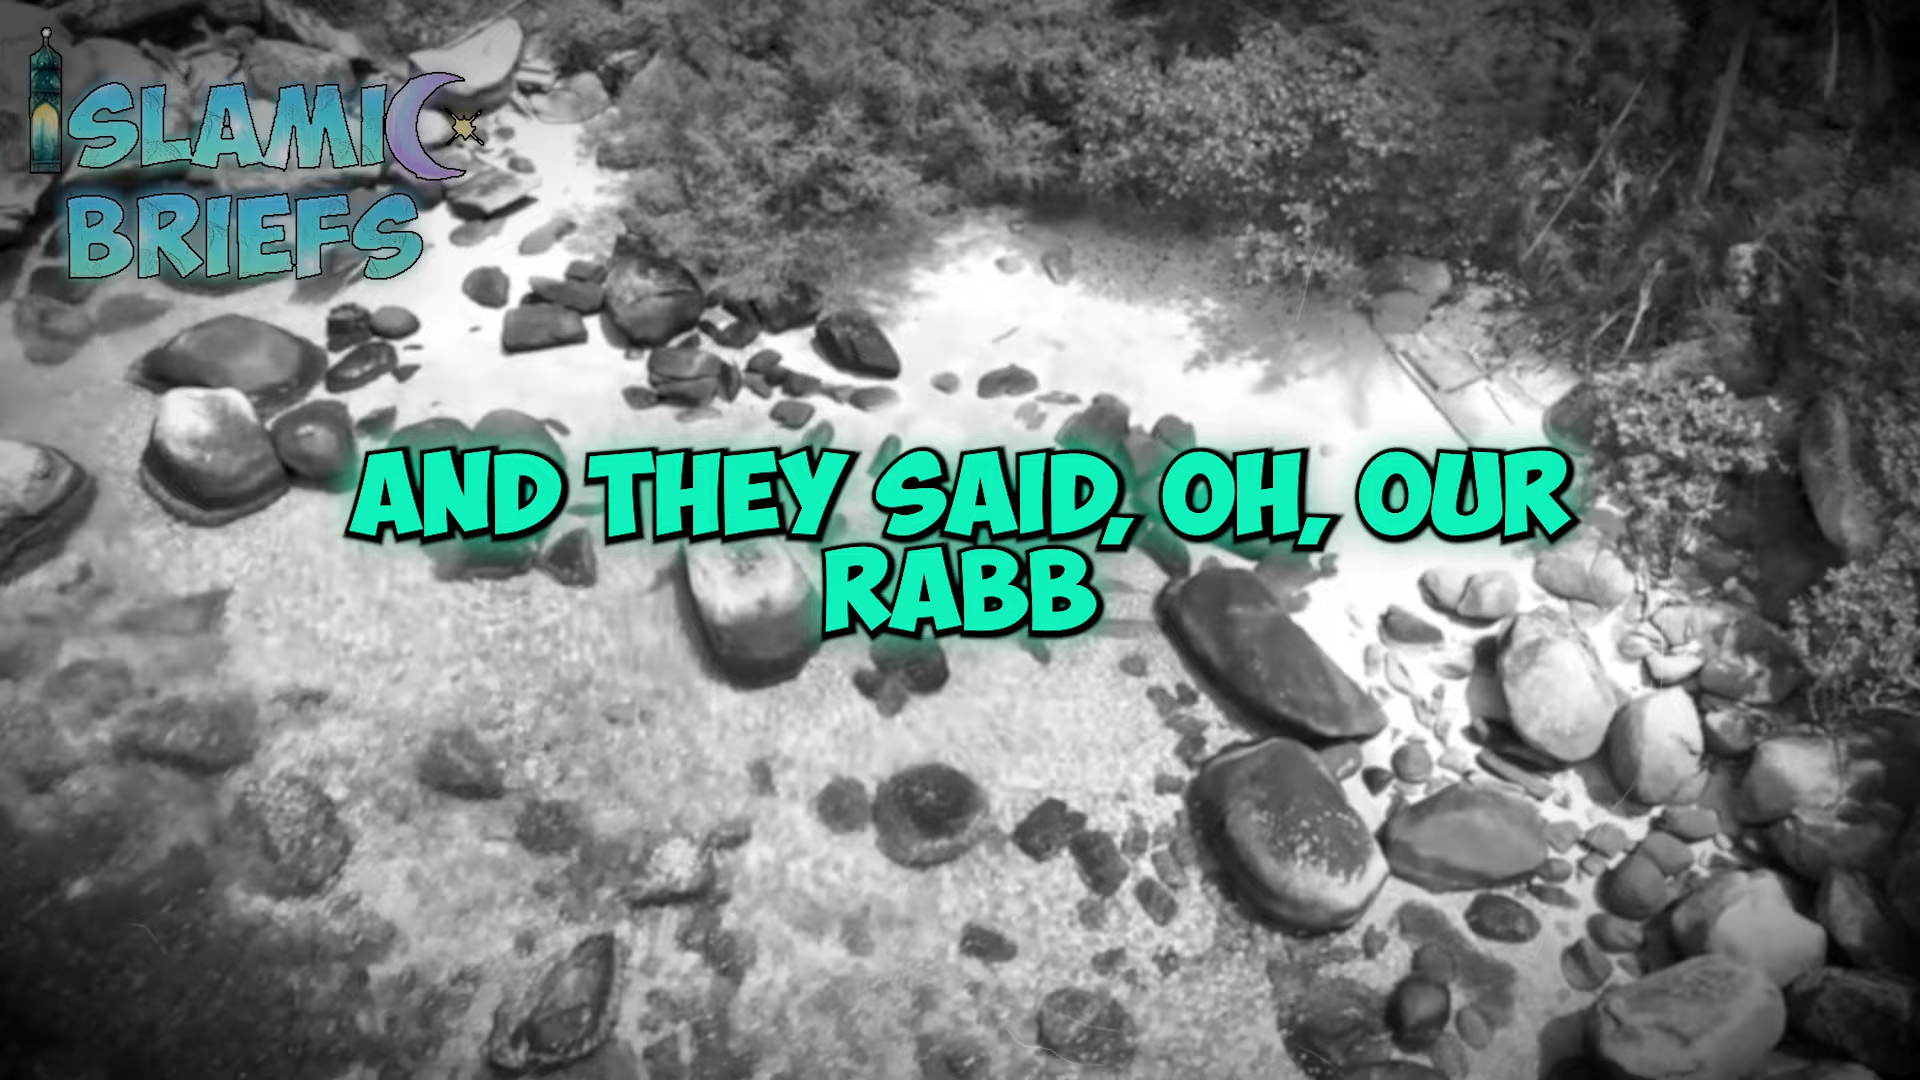 ISLAMIC
BRIEFS
AND THEY SAID, OH, OUR
RABB